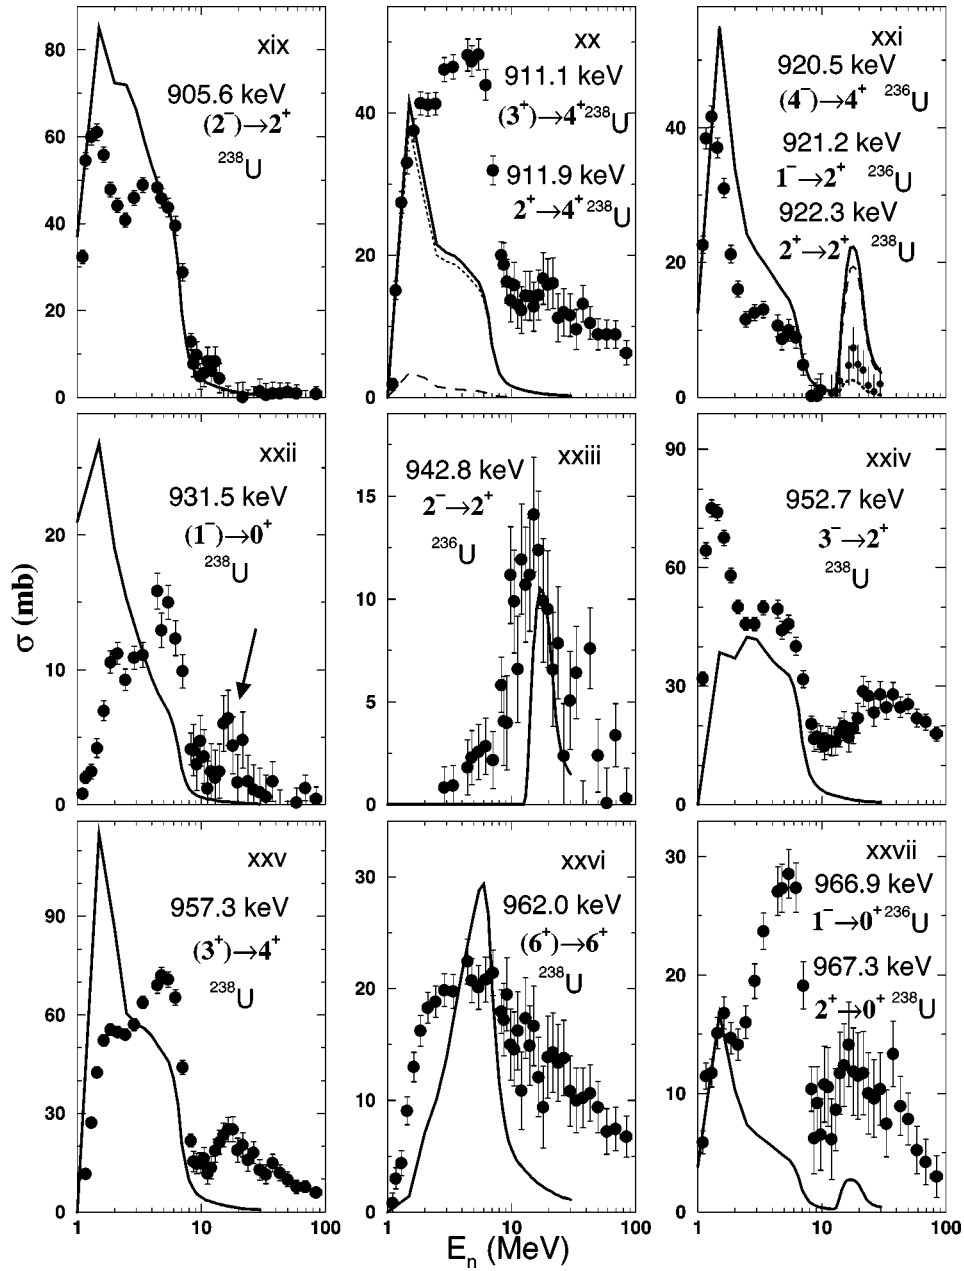 xix
905.6 keV
(2⁻)→2⁺
²³⁸U
80
60
40
20
0
xx
911.1 keV
(3⁺)→4⁺ ²³⁸U
911.9 keV
2⁺→4⁺ ²³⁸U
40
20
0
xxi
920.5 keV
(4⁻)→4⁺ ²³⁶U
921.2 keV
1⁻→2⁺ ²³⁶U
922.3 keV
2⁺→2⁺ ²³⁸U
40
20
0
xxii
931.5 keV
(1⁻)→0⁺
²³⁸U
20
10
0
σ (mb)
xxiii
942.8 keV
2⁻→2⁺
²³⁶U
15
10
5
0
xxiv
952.7 keV
3⁻→2⁺
²³⁸U
90
60
30
0
xxv
957.3 keV
(3⁺)→4⁺
²³⁸U
90
60
30
0
1 10 100
xxvi
962.0 keV
(6⁺)→6⁺
²³⁸U
30
20
10
0
1 10 100
xxvii
966.9 keV
1⁻→0⁺ ²³⁶U
967.3 keV
2⁺→0⁺ ²³⁸U
30
20
10
0
1 10 100
Eₙ (MeV)